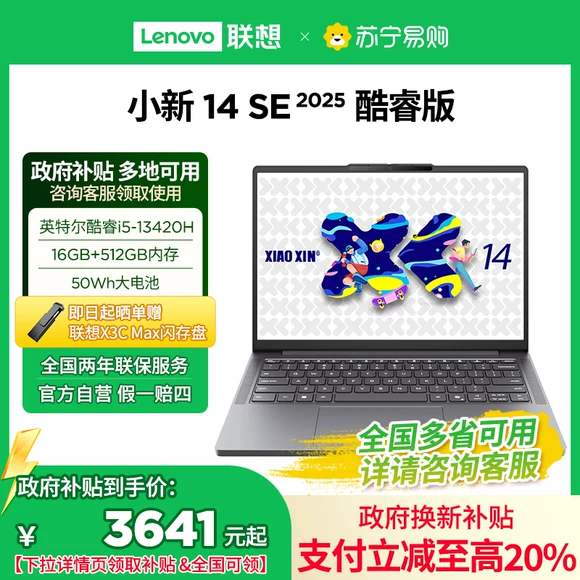 Lenovo 联想 × 苏宁易购
小新 14 SE 2025 酷睿版
政府补贴 多地可用
咨询客服领取使用
英特尔酷睿i5-13420H
16GB+512GB内存
50Wh大电池
即日起晒单赠
联想X3C Max闪存盘
全国两年联保服务
官方自营 假一赔四
XIAO XIN
14
全国多省可用
详请咨询客服
政府补贴到手价：
￥3641元起
【下拉详情页领取补贴&全国可领】
政府换新补贴
支付立减至高20%